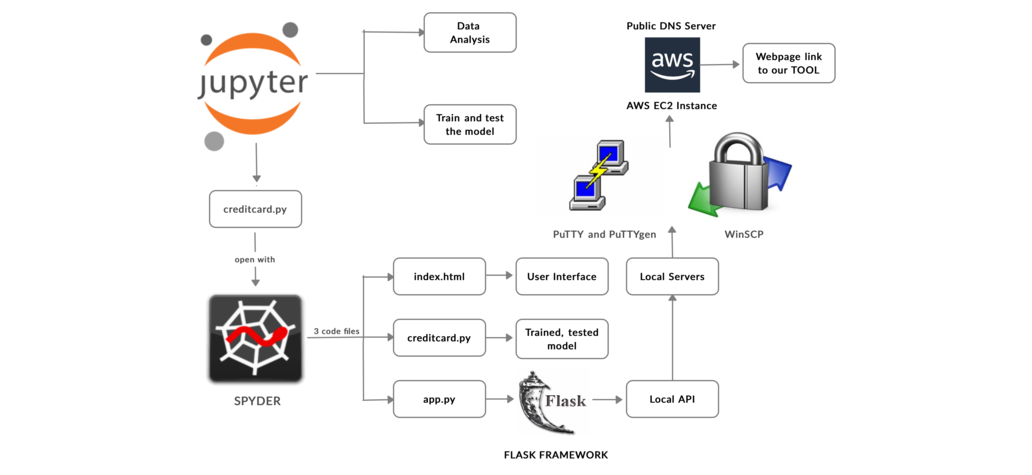 jupyter
Data
Analysis
Train and test
the model
Public DNS Server
aws
AWS EC2 Instance
Webpage link
to our TOOL
creditcard.py
open with
PuTTY and PuTTYgen
WinSCP
SPYDER
3 code files
index.html
User Interface
Local Servers
creditcard.py
Trained, tested
model
app.py
Flask
Local API
FLASK FRAMEWORK